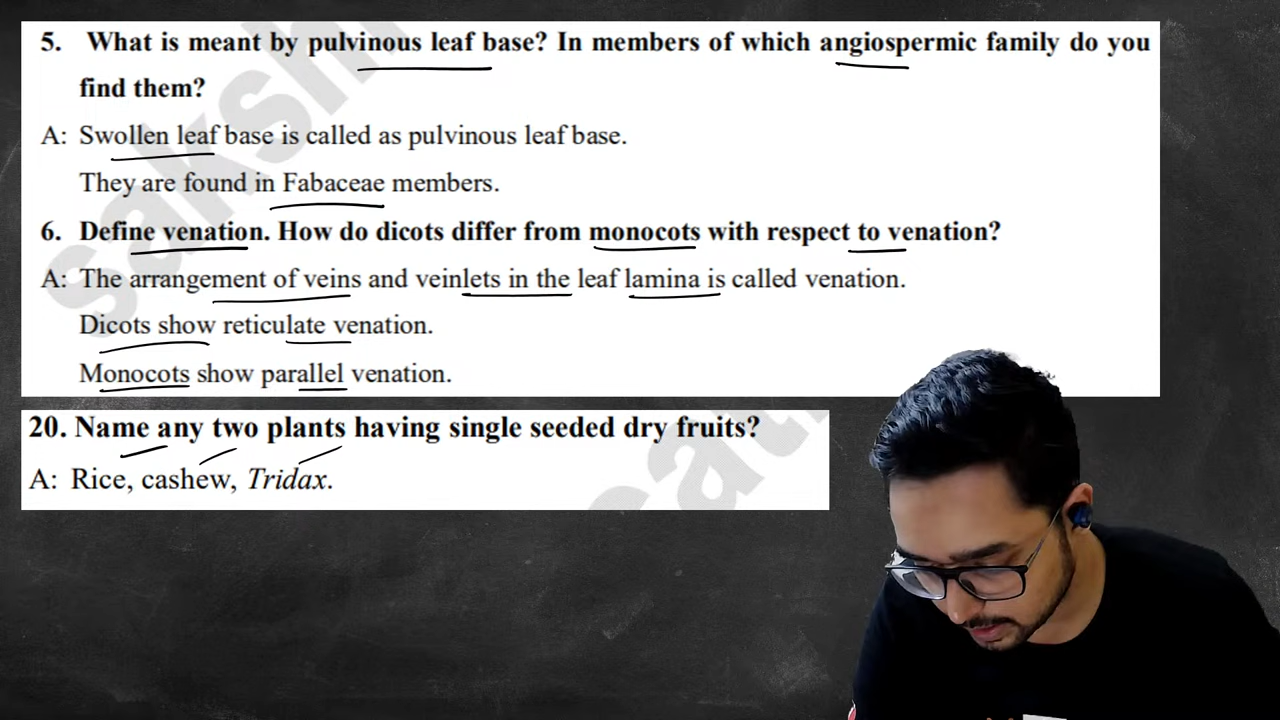 5. What is meant by pulvinous leaf base? In members of which angiospermic family do you
find them?
A: Swollen leaf base is called as pulvinous leaf base.
They are found in Fabaceae members.
6. Define venation. How do dicots differ from monocots with respect to venation?
A: The arrangement of veins and veinlets in the leaf lamina is called venation.
Dicots show reticulate venation.
Monocots show parallel venation.
20. Name any two plants having single seeded dry fruits?
A: Rice, cashew, Tridax.